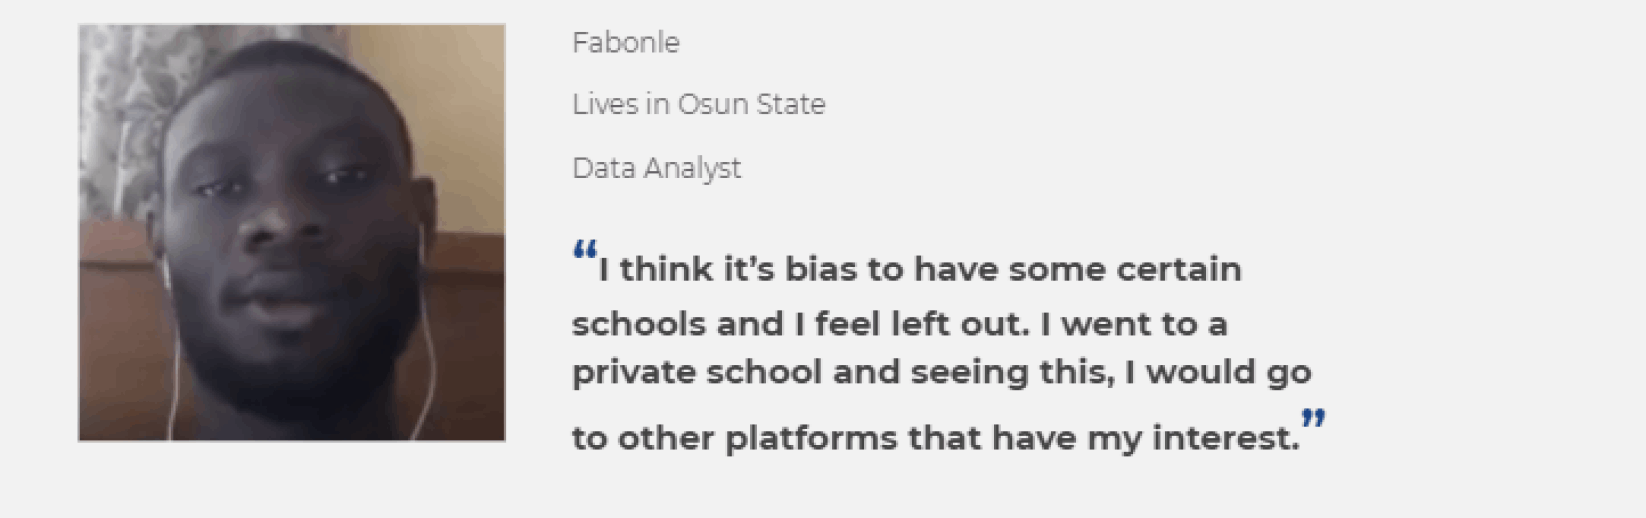 Fabonle
Lives in Osun State
Data Analyst
“I think it’s bias to have some certain
schools and I feel left out. I went to a
private school and seeing this, I would go
to other platforms that have my interest.”